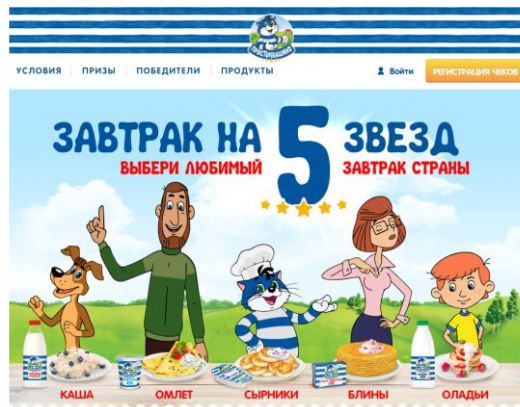 ПРОСТОКВАШИНО
УСЛОВИЯ ПРИЗЫ ПОБЕДИТЕЛИ ПРОДУКТЫ Войти РЕГИСТРАЦИЯ ЧЕКОВ
ЗАВТРАК НА 5 ЗВЕЗД
ВЫБЕРИ ЛЮБИМЫЙ ЗАВТРАК СТРАНЫ
КАША ОМЛЕТ СЫРНИКИ БЛИНЫ ОЛАДЬИ